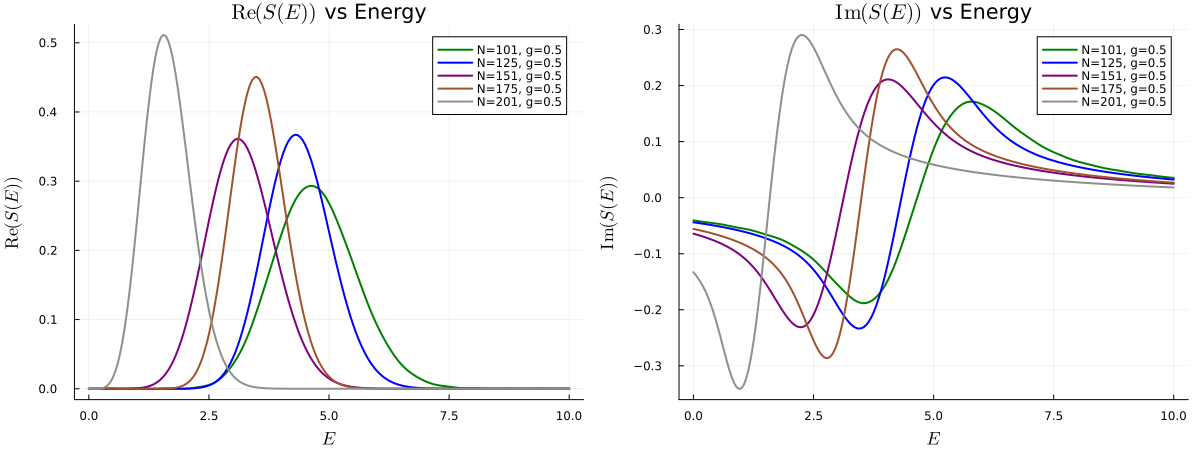 Re(S(E)) vs Energy
Re(S(E))
0.5
0.4
0.3
0.2
0.1
0.0
N=101, g=0.5
N=125, g=0.5
N=151, g=0.5
N=175, g=0.5
N=201, g=0.5
0.0 2.5 5.0 7.5 10.0
E
Im(S(E)) vs Energy
Im(S(E))
0.3
0.2
0.1
0.0
−0.1
−0.2
−0.3
N=101, g=0.5
N=125, g=0.5
N=151, g=0.5
N=175, g=0.5
N=201, g=0.5
0.0 2.5 5.0 7.5 10.0
E